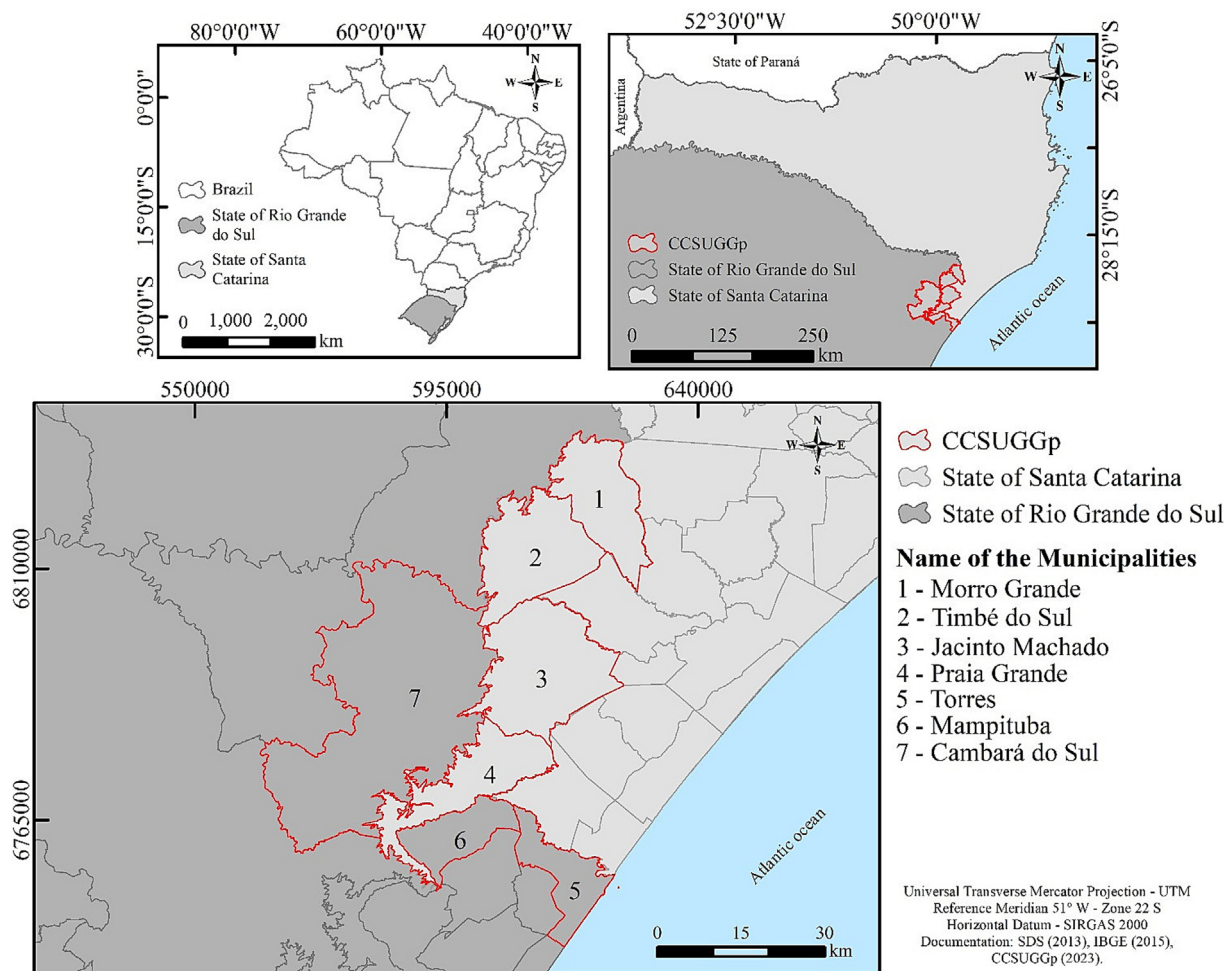 80°0'0"W 60°0'0"W 40°0'0"W
0°0'0"
15°0'0"S
30°0'0"S
N
W E
S
Brazil
State of Rio Grande
do Sul
State of Santa
Catarina
0 1,000 2,000
km
52°30'0"W 50°0'0"W
26°5'0"S
28°15'0"S
State of Paraná
Argentina
N
W E
S
CCSUGGp
State of Rio Grande do Sul
State of Santa Catarina
0 125 250
km
Atlantic ocean
550000 595000 640000
6810000
6765000
N
W E
S
1
2
3
7
4
6
5
Atlantic ocean
0 15 30
km
CCSUGGp
State of Santa Catarina
State of Rio Grande do Sul
Name of the Municipalities
1 - Morro Grande
2 - Timbé do Sul
3 - Jacinto Machado
4 - Praia Grande
5 - Torres
6 - Mampituba
7 - Cambará do Sul
Universal Transverse Mercator Projection - UTM
Reference Meridian 51° W - Zone 22 S
Horizontal Datum - SIRGAS 2000
Documentation: SDS (2013), IBGE (2015),
CCSUGGp (2023).